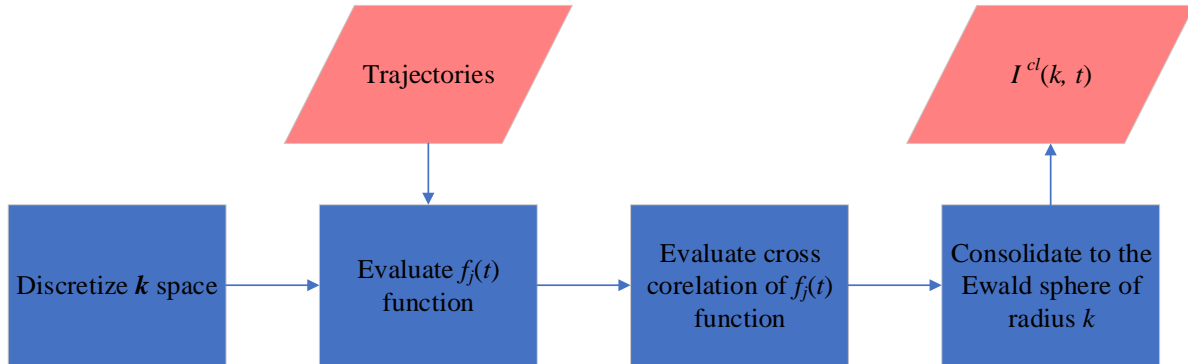 Trajectories
I cl(k, t)
Discretize k space
Evaluate fj(t)
function
Evaluate cross
corelation of fj(t)
function
Consolidate to the
Ewald sphere of
radius k